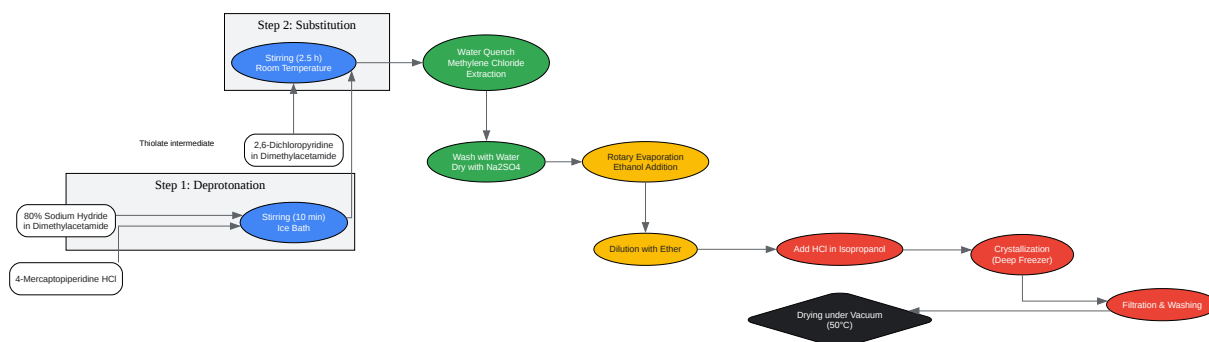 Step 2: Substitution
Stirring (2.5 h)
Room Temperature
Water Quench
Methylene Chloride
Extraction
Thiolate intermediate
2,6-Dichloropyridine
in Dimethylacetamide
Wash with Water
Dry with Na2SO4
Rotary Evaporation
Ethanol Addition
Step 1: Deprotonation
80% Sodium Hydride
in Dimethylacetamide
Stirring (10 min)
Ice Bath
4-Mercaptopiperidine HCl
Dilution with Ether
Add HCl in Isopropanol
Crystallization
(Deep Freezer)
Filtration & Washing
Drying under Vacuum
(50°C)